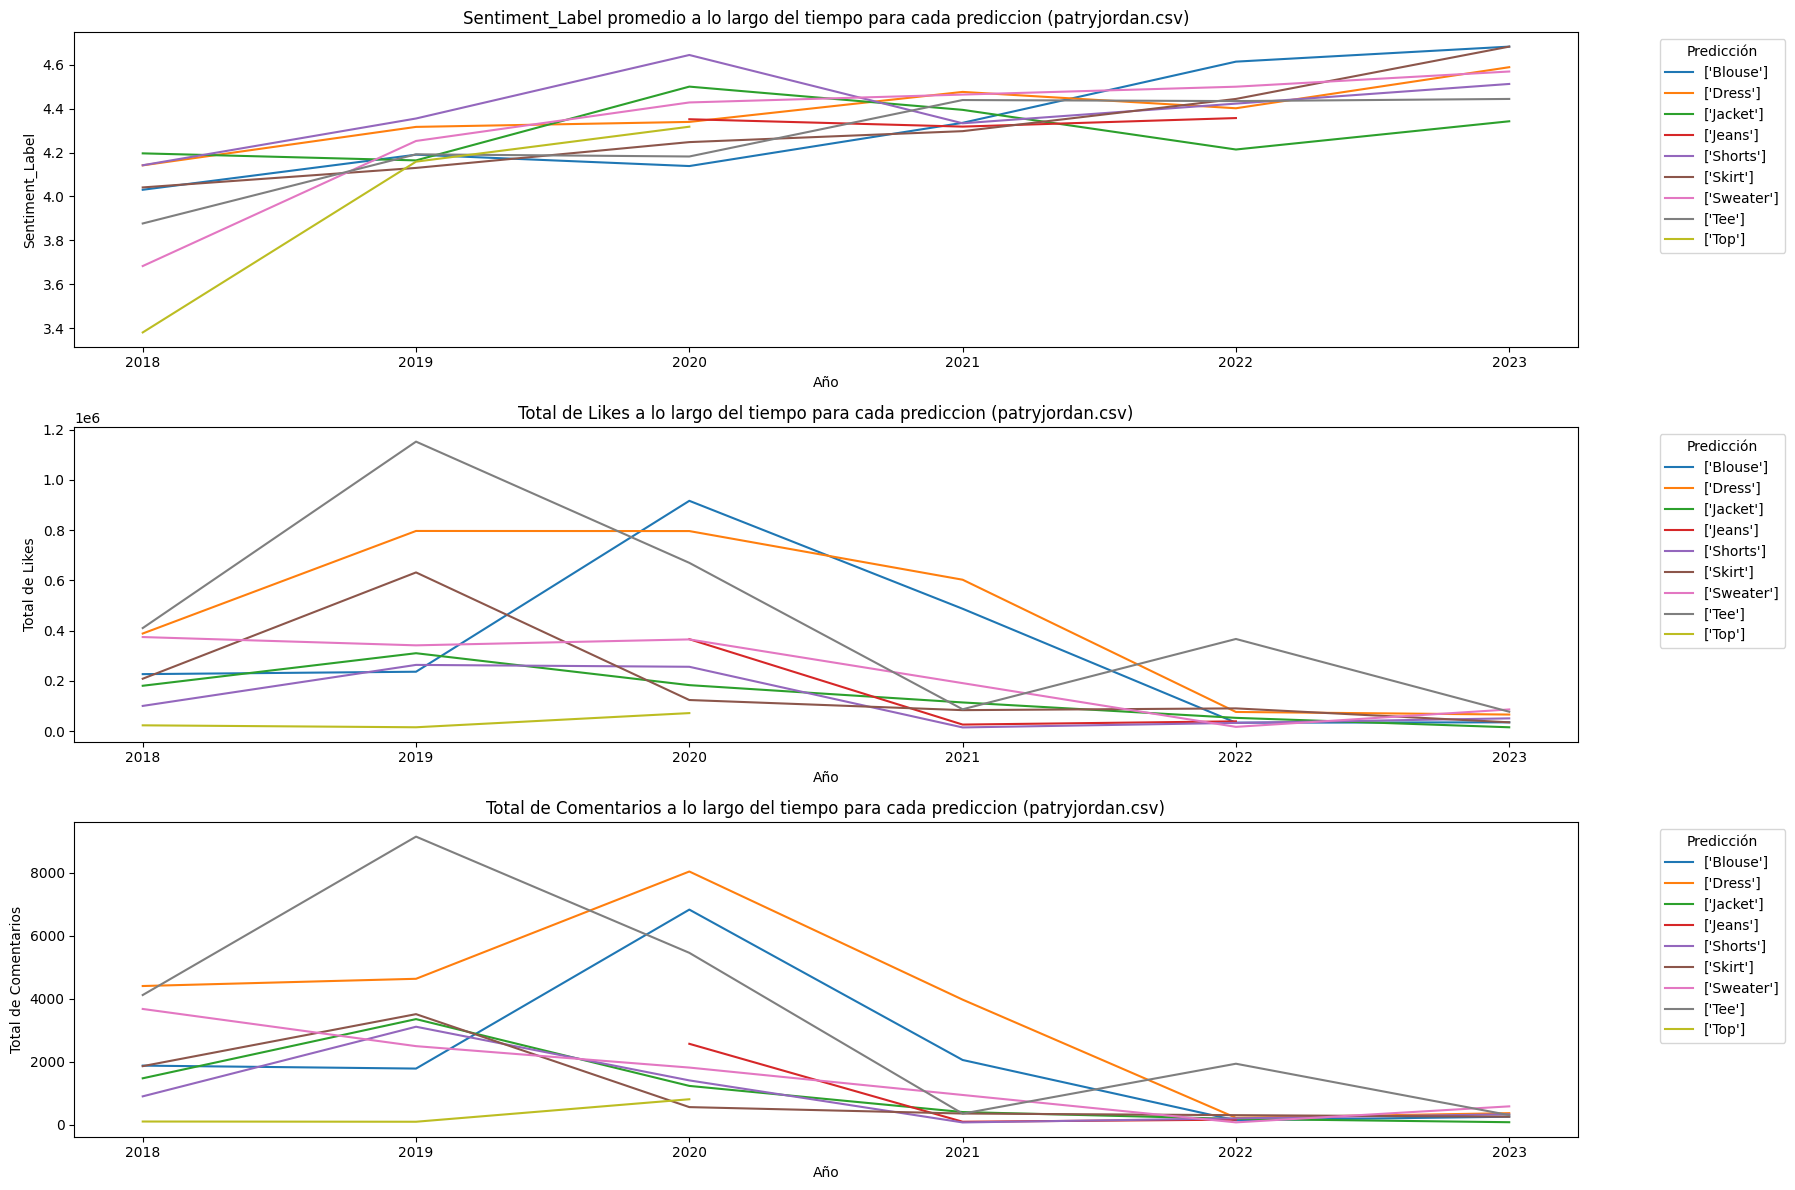 Sentiment_Label promedio a lo largo del tiempo para cada prediccion (patryjordan.csv)
Sentiment_Label
4.6
4.4
4.2
4.0
3.8
3.6
3.4
2018 2019 2020 2021 2022 2023
Año
Predicción
['Blouse']
['Dress']
['Jacket']
['Jeans']
['Shorts']
['Skirt']
['Sweater']
['Tee']
['Top']
1e6
Total de Likes a lo largo del tiempo para cada prediccion (patryjordan.csv)
Total de Likes
1.2
1.0
0.8
0.6
0.4
0.2
0.0
2018 2019 2020 2021 2022 2023
Año
Predicción
['Blouse']
['Dress']
['Jacket']
['Jeans']
['Shorts']
['Skirt']
['Sweater']
['Tee']
['Top']
Total de Comentarios a lo largo del tiempo para cada prediccion (patryjordan.csv)
Total de Comentarios
8000
6000
4000
2000
0
2018 2019 2020 2021 2022 2023
Año
Predicción
['Blouse']
['Dress']
['Jacket']
['Jeans']
['Shorts']
['Skirt']
['Sweater']
['Tee']
['Top']